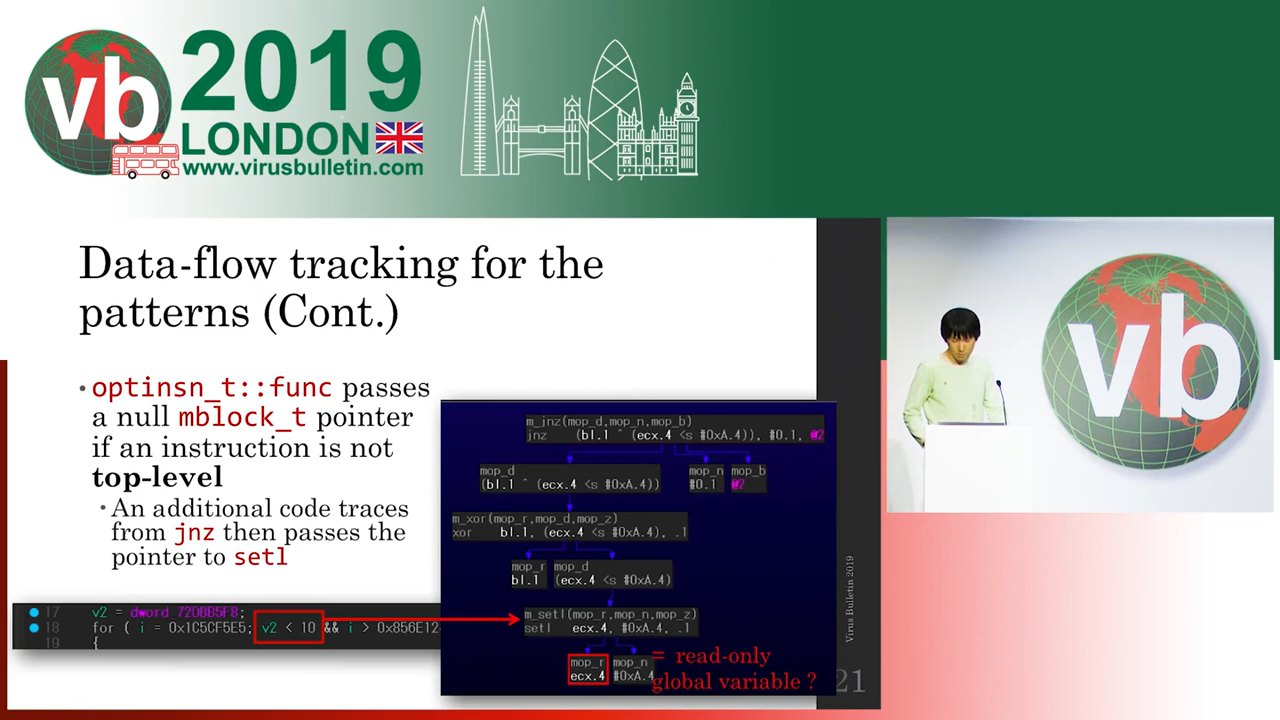 vb
2019
LONDON
www.virusbulletin.com
Data-flow tracking for the
patterns (Cont.)
• optinsn_t::func passes
a null mblock_t pointer
if an instruction is not
top-level
• An additional code traces
from jnz then passes the
pointer to setl
17 v2 = dword_72DBB5F8;
18 for ( i = 0x1C5CF5E5; v2 < 10 && i > 0x856E12
19 {
m_jnz(mop_d,mop_n,mop_b)
jnz (bl.1 ^ (ecx.4 <s #0xA.4)), #0.1, @2
mop_d
(bl.1 ^ (ecx.4 <s #0xA.4))
mop_n
#0.1
mop_b
@2
m_xor(mop_r,mop_d,mop_z)
xor bl.1, (ecx.4 <s #0xA.4), .1
mop_r
bl.1
mop_d
(ecx.4 <s #0xA.4)
m_setl(mop_r,mop_n,mop_z)
setl ecx.4, #0xA.4, .1
mop_r
ecx.4
mop_n
#0xA.4
= read-only
global variable ?
Virus Bulletin 2019
21
vb